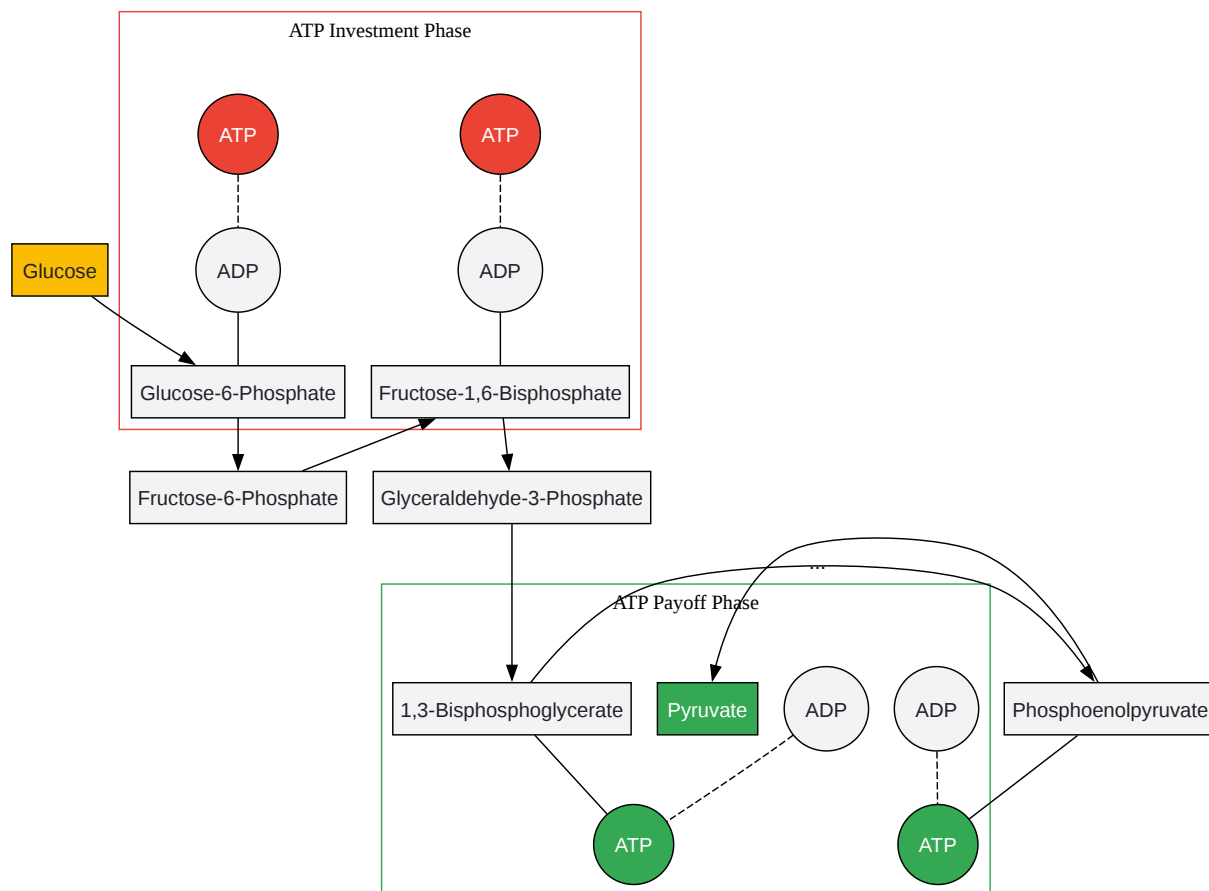 ATP Investment Phase
ATP
ATP
Glucose
ADP
ADP
Glucose-6-Phosphate
Fructose-1,6-Bisphosphate
Fructose-6-Phosphate
Glyceraldehyde-3-Phosphate
...
ATP Payoff Phase
1,3-Bisphosphoglycerate
Pyruvate
ADP
ADP
Phosphoenolpyruvate
ATP
ATP